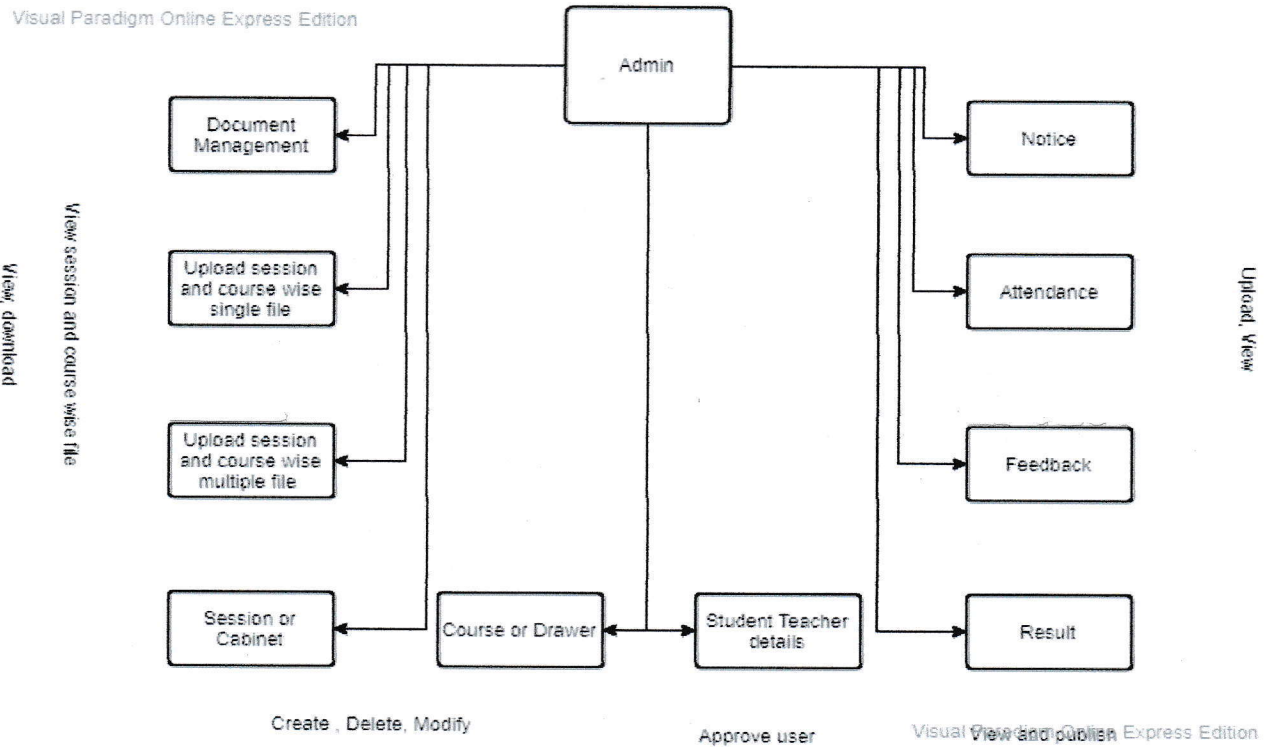 Visual Paradigm Online Express Edition
Admin
Document
Management
Notice
View session and course wise file
View, download
Upload session
and course wise
single file
Attendance
Upload, View
Upload session
and course wise
multiple file
Feedback
Session or
Cabinet
Course or Drawer
Student Teacher
details
Result
Create , Delete, Modify
Approve user
View and publish
Visual Paradigm Online Express Edition